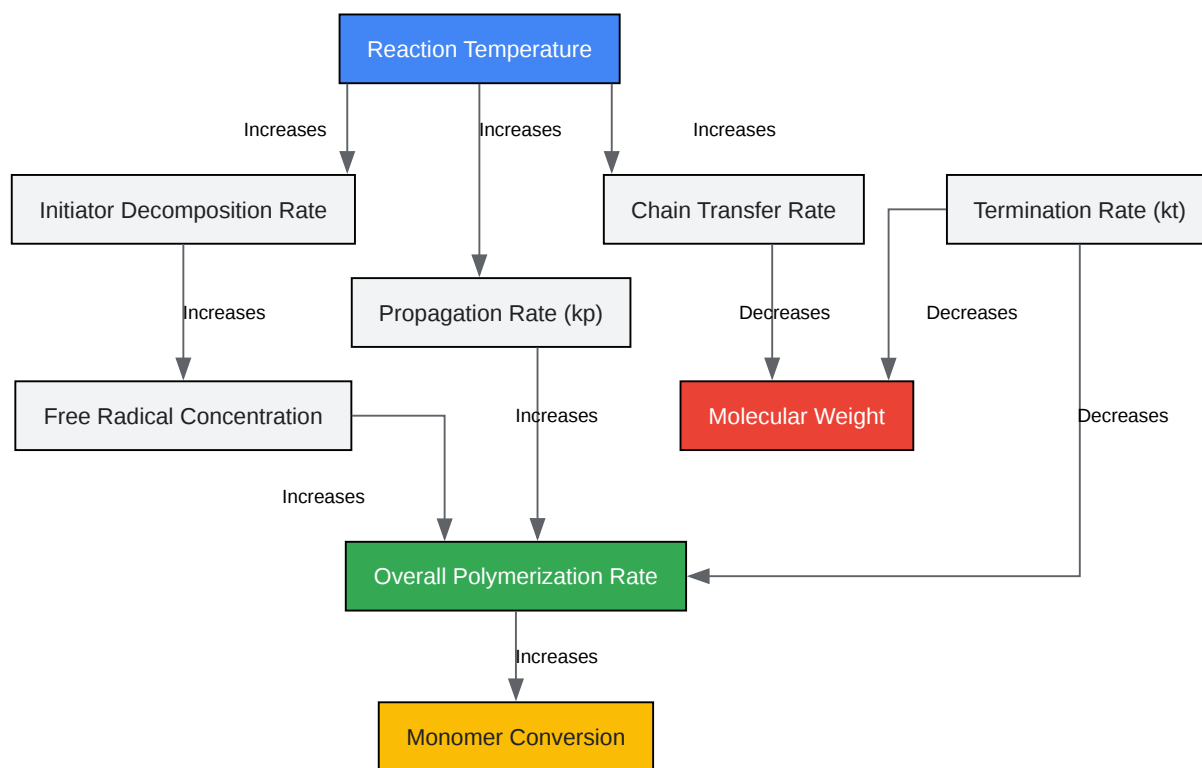 Reaction Temperature
Increases
Increases
Increases
Initiator Decomposition Rate
Chain Transfer Rate
Termination Rate (kt)
Increases
Propagation Rate (kp)
Decreases
Decreases
Free Radical Concentration
Increases
Molecular Weight
Decreases
Increases
Overall Polymerization Rate
Increases
Monomer Conversion